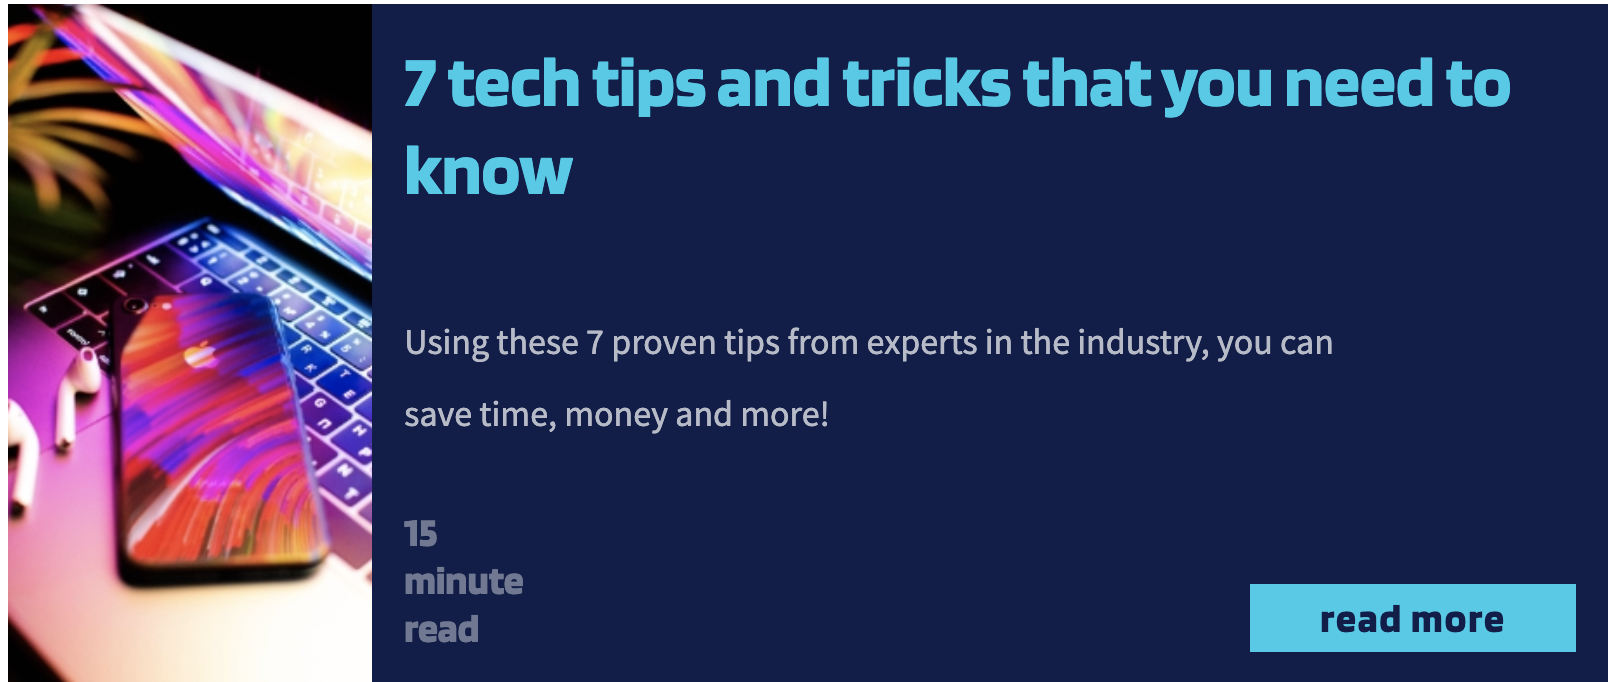 7 tech tips and tricks that you need to
know
Using these 7 proven tips from experts in the industry, you can
save time, money and more!
15
minute
read
read more